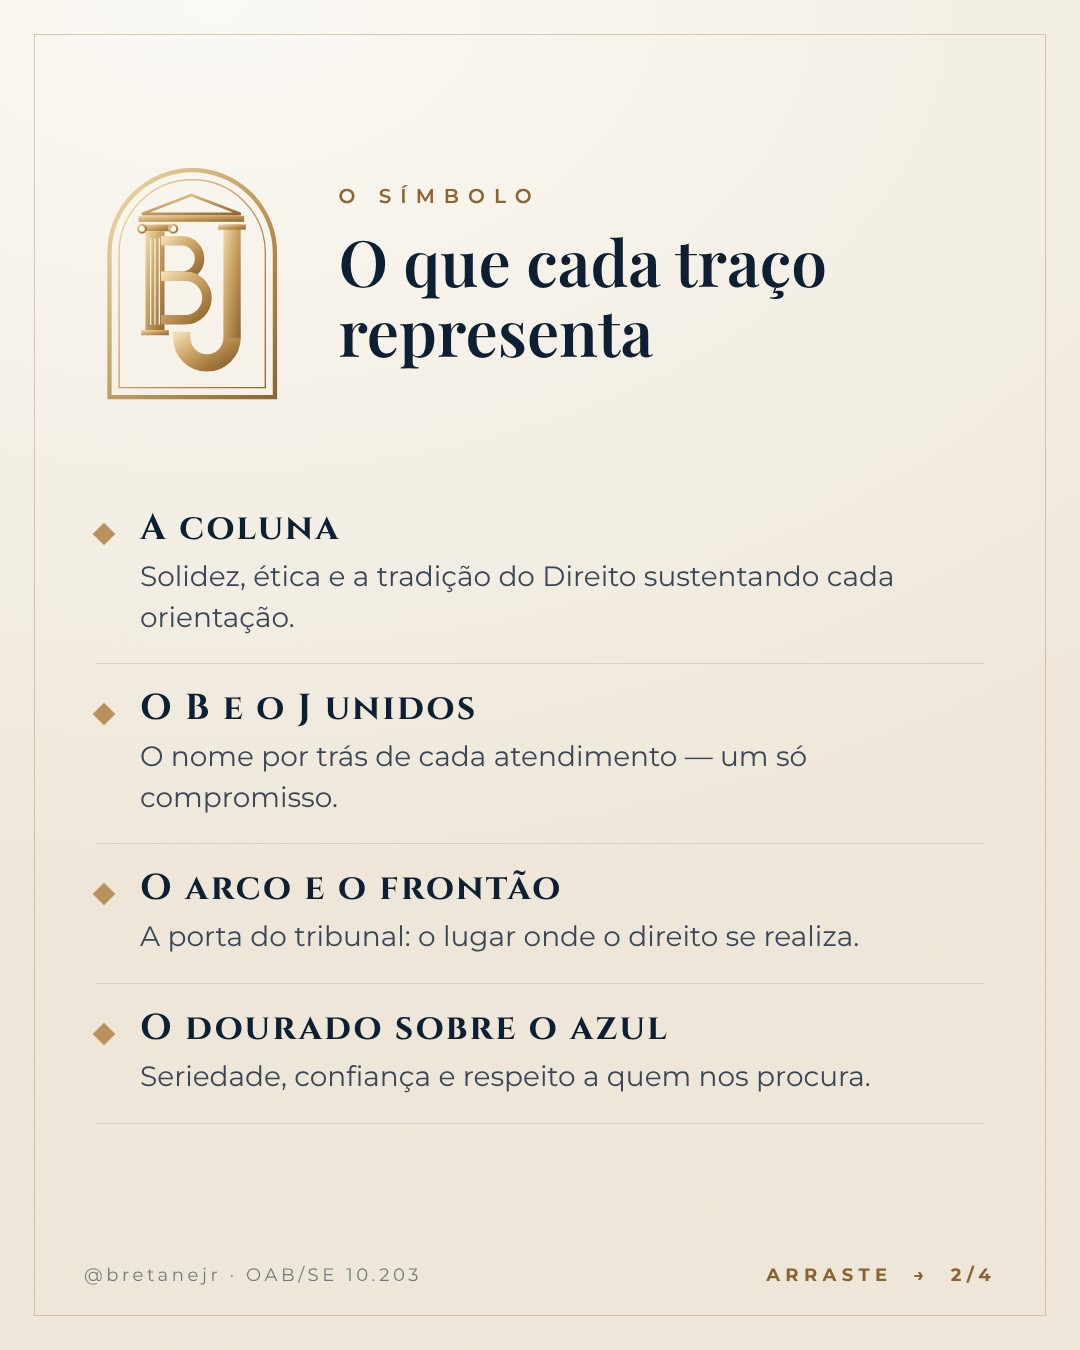 BJ
O SÍMBOLO
O que cada traço
representa
A COLUNA
Solidez, ética e a tradição do Direito sustentando cada
orientação.
O B E O J UNIDOS
O nome por trás de cada atendimento — um só
compromisso.
O ARCO E O FRONTÃO
A porta do tribunal: o lugar onde o direito se realiza.
O DOURADO SOBRE O AZUL
Seriedade, confiança e respeito a quem nos procura.
@bretanejr · OAB/SE 10.203
ARRASTE → 2/4